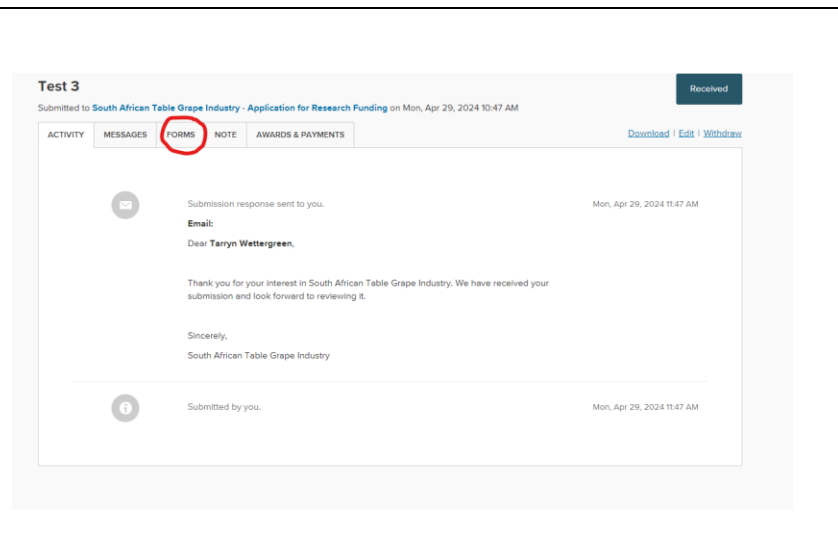 Test 3
Received
Submitted to South African Table Grape Industry - Application for Research Funding on Mon, Apr 29, 2024 10:47 AM
ACTIVITY MESSAGES FORMS NOTE AWARDS & PAYMENTS
Download | Edit | Withdraw
Submission response sent to you.
Mon, Apr 29, 2024 11:47 AM
Email:
Dear Tarryn Wettergreen,
Thank you for your interest in South African Table Grape Industry. We have received your
submission and look forward to reviewing it.
Sincerely,
South African Table Grape Industry
Submitted by you.
Mon, Apr 29, 2024 11:47 AM